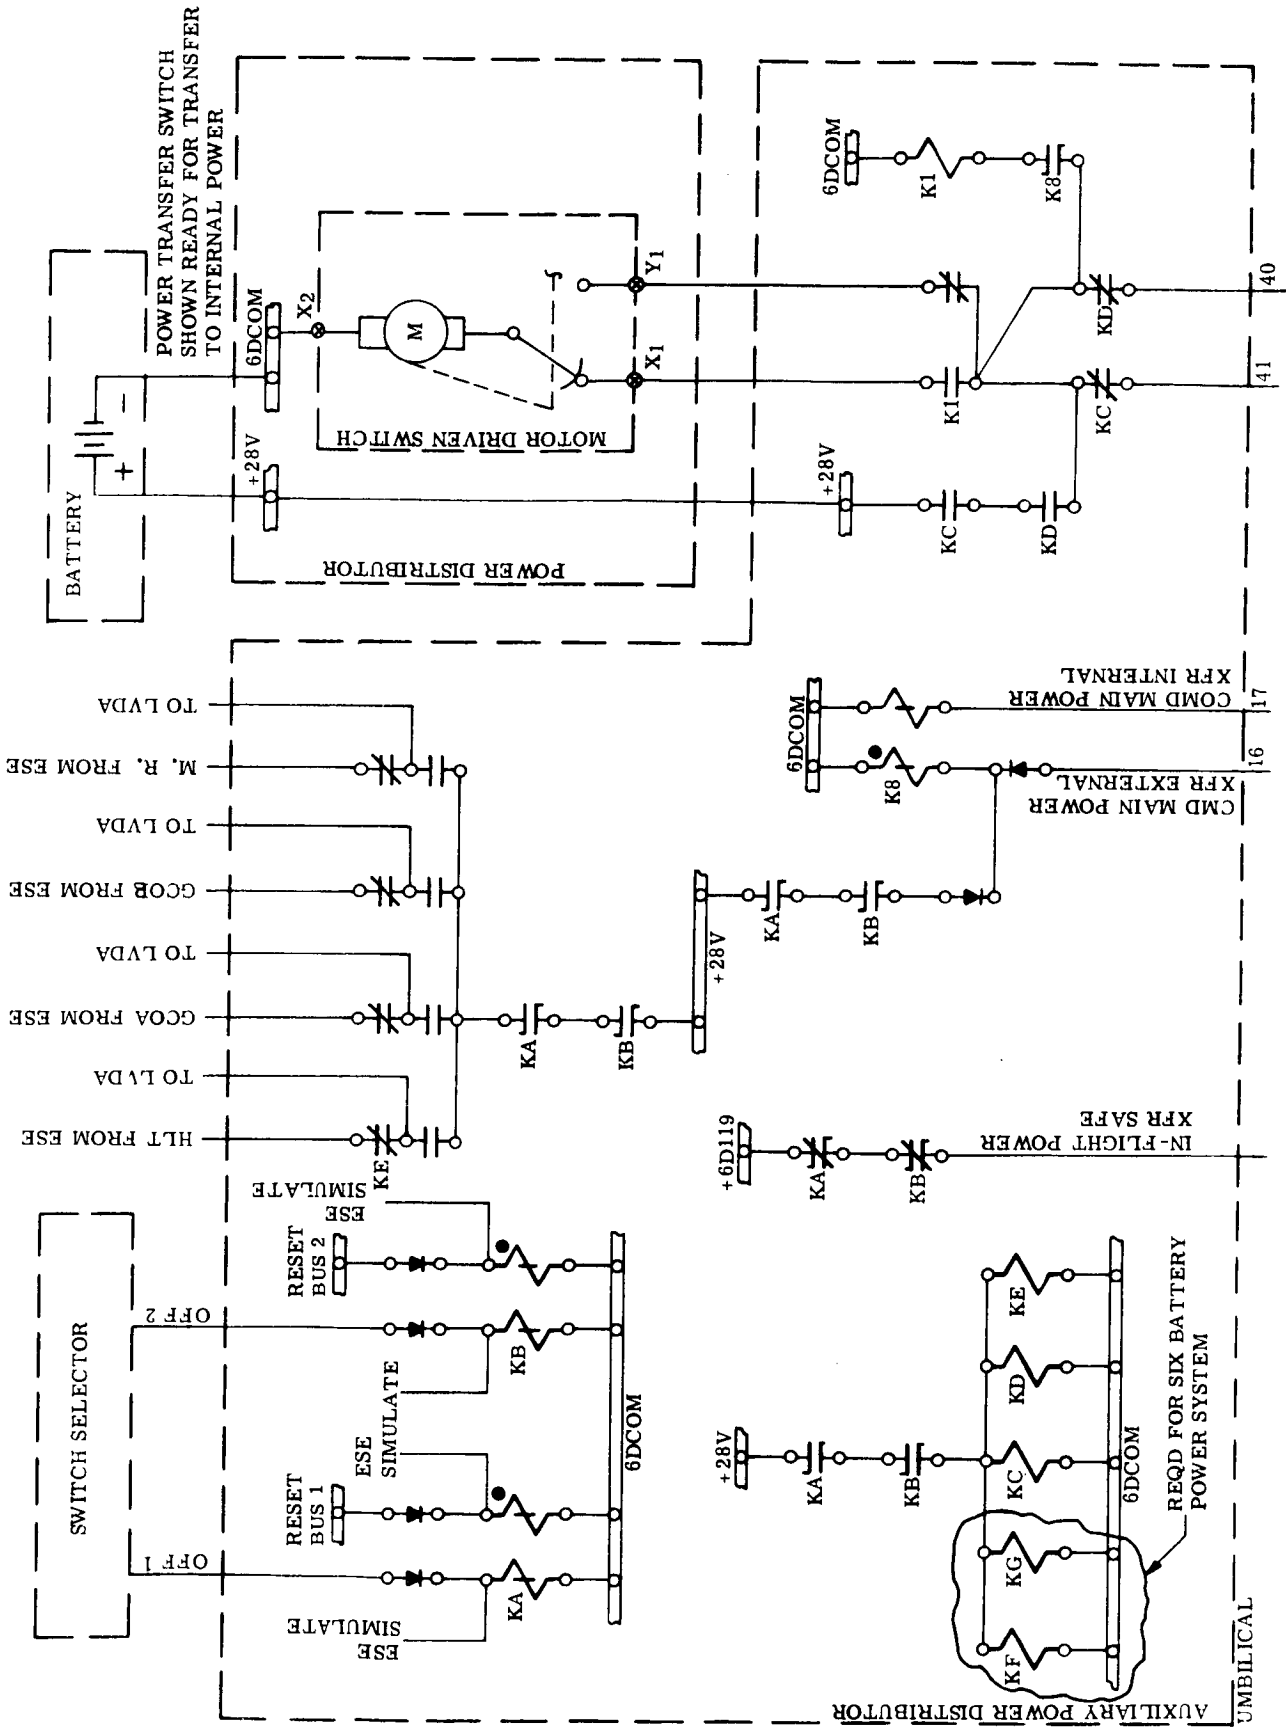 BATTERY
+
-
POWER TRANSFER SWITCH
SHOWN READY FOR TRANSFER
TO INTERNAL POWER
6DCOM
X2
M
X1
Y1
MOTOR DRIVEN SWITCH
+28V
POWER DISTRIBUTOR
6DCOM
K1
K8
+28V
KC
KD
K1
KC
KD
41
40
HLT FROM ESE
TO LVDA
GCOA FROM ESE
TO LVDA
GCOB FROM ESE
TO LVDA
M. R. FROM ESE
TO LVDA
KE
KA
KB
+28V
KA
KB
6DCOM
K8
CMD MAIN POWER
XFR EXTERNAL
16
COMD MAIN POWER
XFR INTERNAL
17
+6D119
KA
KB
IN-FLIGHT POWER
XFR SAFE
SWITCH SELECTOR
OFF 1
OFF 2
RESET
BUS 1
RESET
BUS 2
ESE
SIMULATE
ESE
SIMULATE
ESE
SIMULATE
KA
KB
6DCOM
+28V
KA
KB
KF
KG
KC
KD
KE
6DCOM
REQD FOR SIX BATTERY
POWER SYSTEM
AUXILIARY POWER DISTRIBUTOR
UMBILICAL